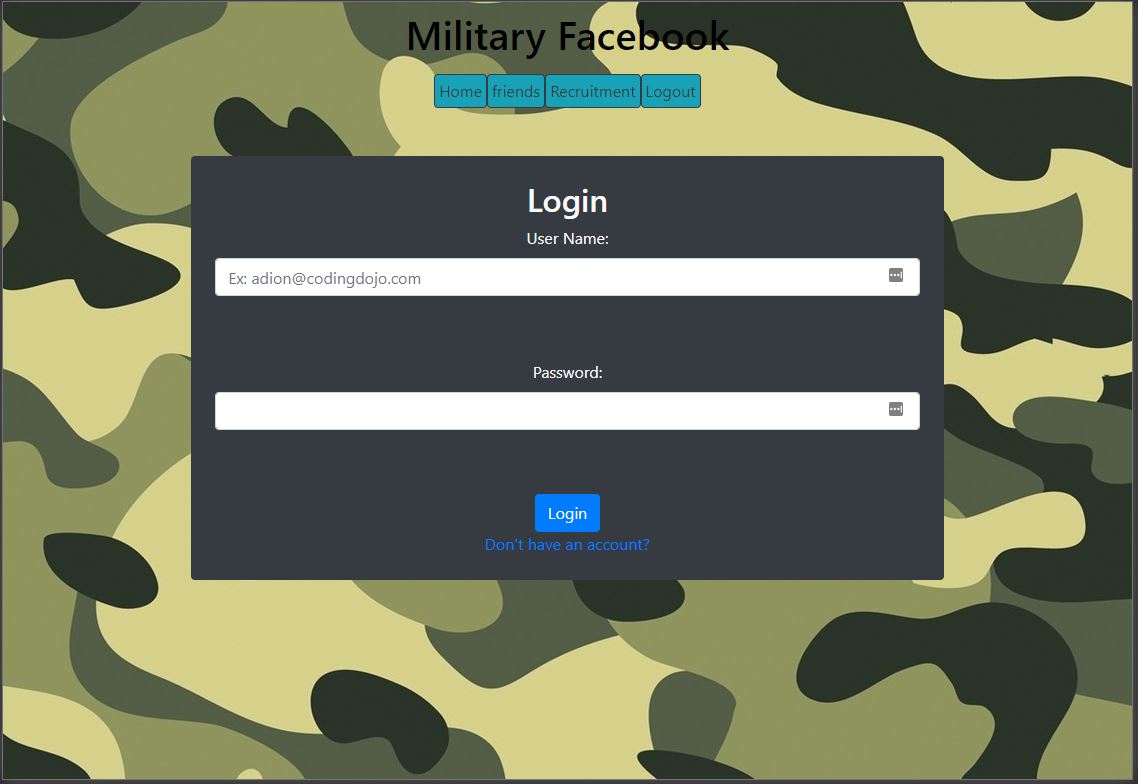 Military Facebook
Home friends Recruitment Logout
Login
User Name:
Ex: adion@codingdojo.com
Password:
Login
Don't have an account?